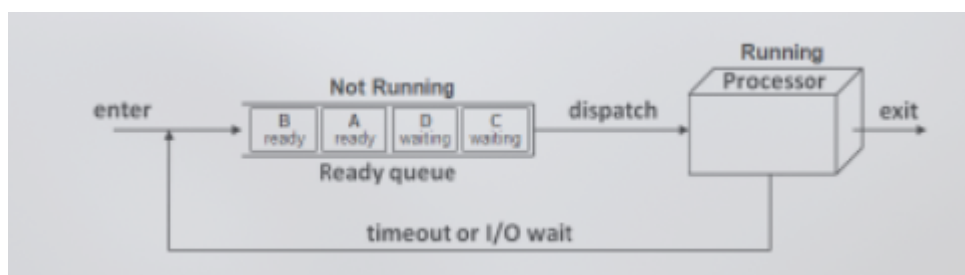 Running
Processor
Not Running
enter
B
ready
A
ready
D
waiting
C
waiting
dispatch
exit
Ready queue
timeout or I/O wait